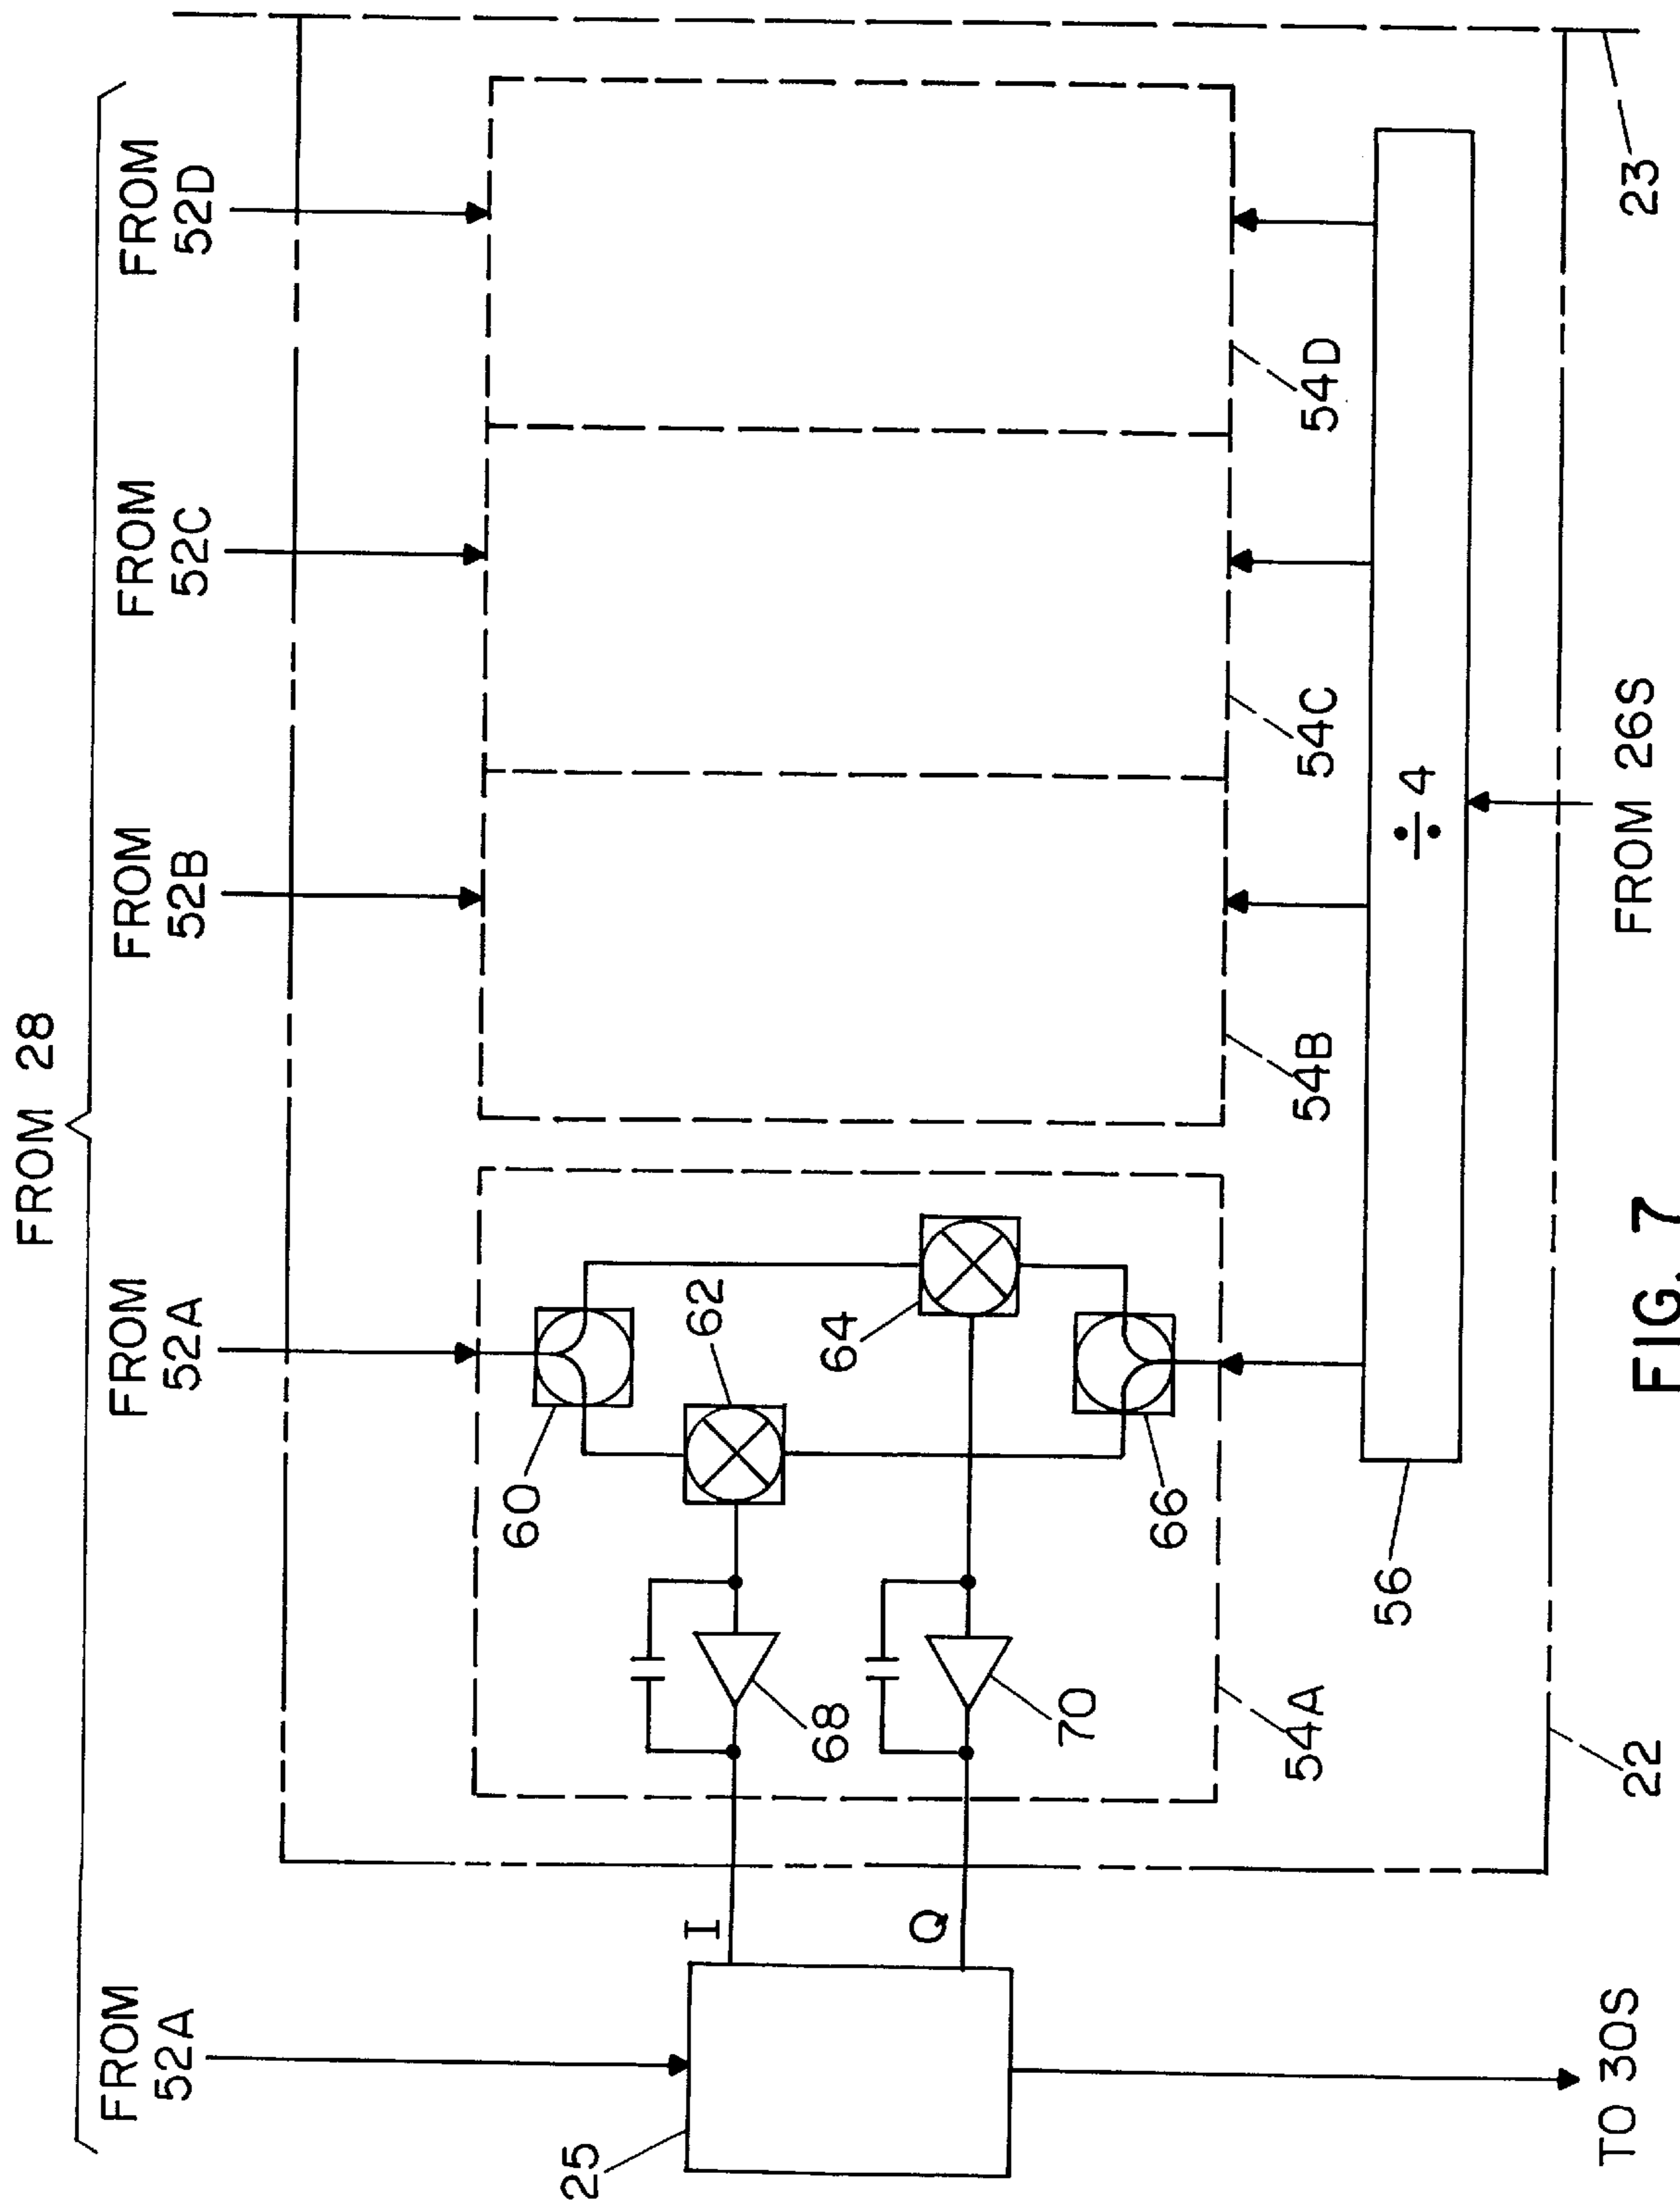 FROM 28
FROM
52A
FROM
52A
FROM
52B
FROM
52C
FROM
52D
25
I
Q
60
62
64
66
68
70
54A
54B
54C
54D
56
÷ 4
22
23
TO 30S
FROM 26S
FIG. 7